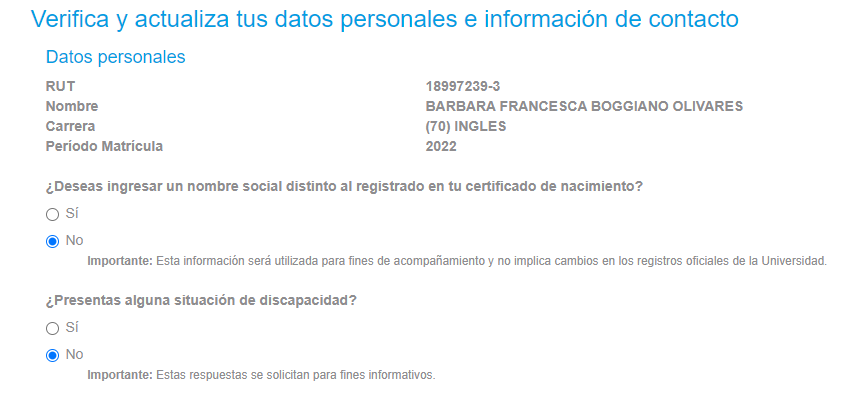 Verifica y actualiza tus datos personales e información de contacto
Datos personales
RUT 18997239-3
Nombre BARBARA FRANCESCA BOGGIANO OLIVARES
Carrera (70) INGLES
Período Matrícula 2022
¿Deseas ingresar un nombre social distinto al registrado en tu certificado de nacimiento?
Sí
No
Importante: Esta información será utilizada para fines de acompañamiento y no implica cambios en los registros oficiales de la Universidad.
¿Presentas alguna situación de discapacidad?
Sí
No
Importante: Estas respuestas se solicitan para fines informativos.